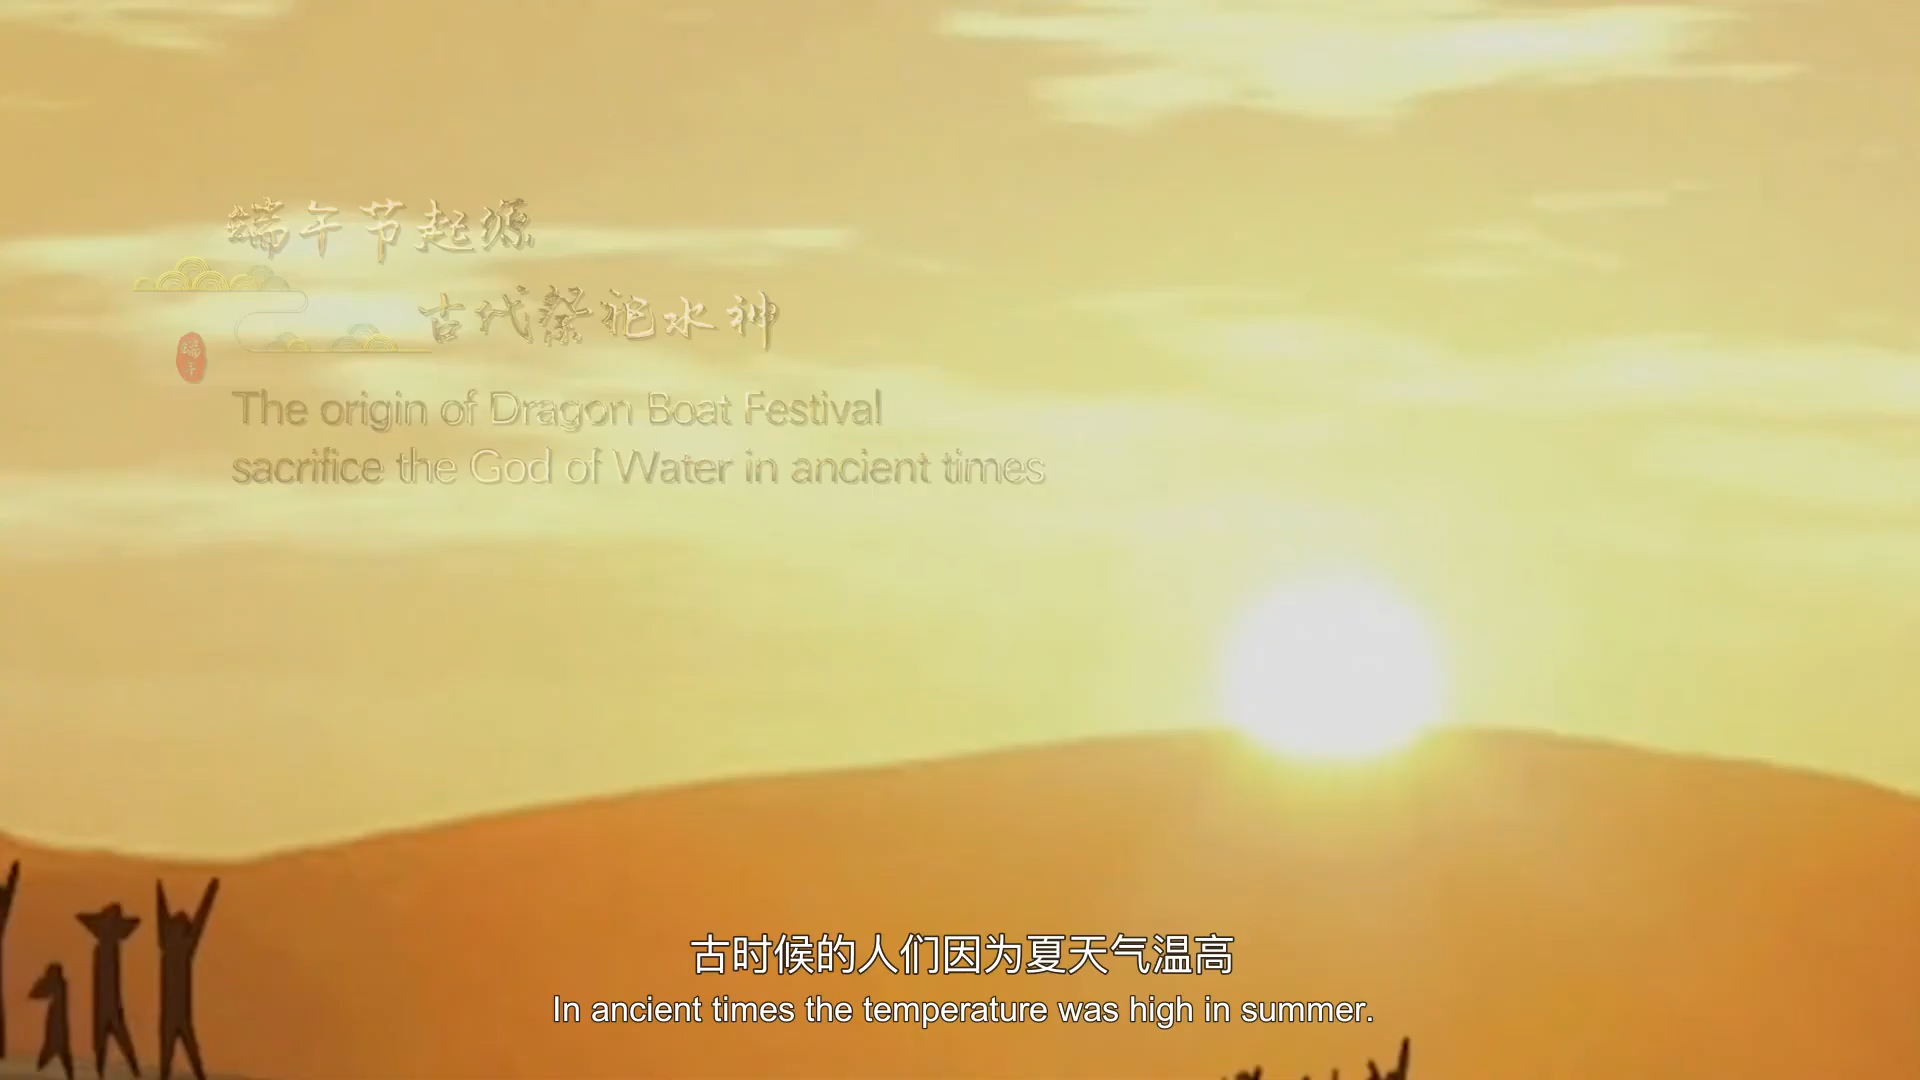 端午节起源
古代祭祀水神
端午
The origin of Dragon Boat Festival
sacrifice the God of Water in ancient times
古时候的人们因为夏天气温高
In ancient times the temperature was high in summer.